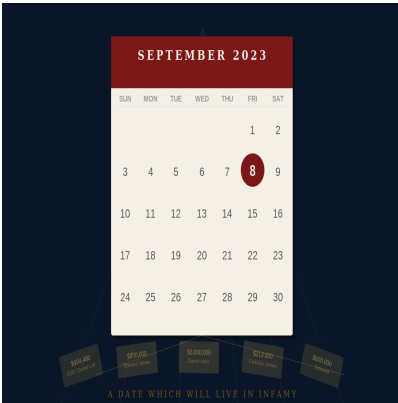 SEPTEMBER 2023
SUN MON TUE WED THU FRI SAT
1 2
3 4 5 6 7 8 9
10 11 12 13 14 15 16
17 18 19 20 21 22 23
24 25 26 27 28 29 30
$850,000
$213,000
$600,000
A DATE WHICH WILL LIVE IN INFAMY